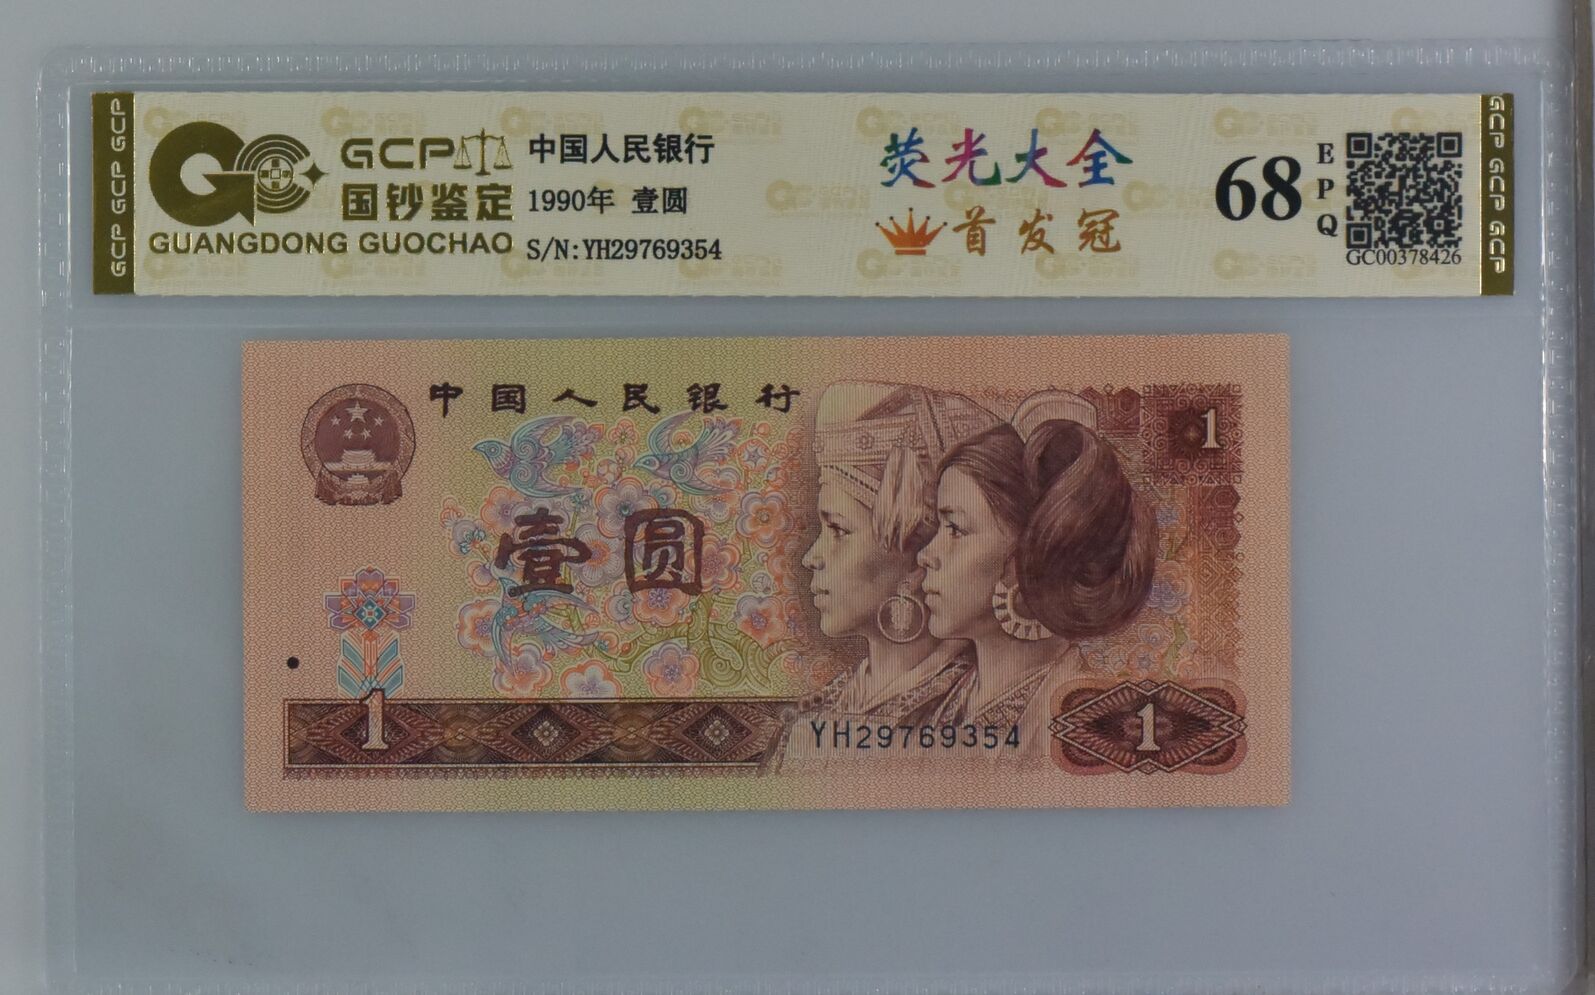 GCP GCP GCP
GCP
国钞鉴定
GUANGDONG GUOCHAO
中国人民银行
1990年 壹圆
S/N:YH29769354
荧光大全
首发冠
68
EPQ
GC00378426
GCP GCP GCP
中国人民银行
1
壹圆
1
YH29769354
1